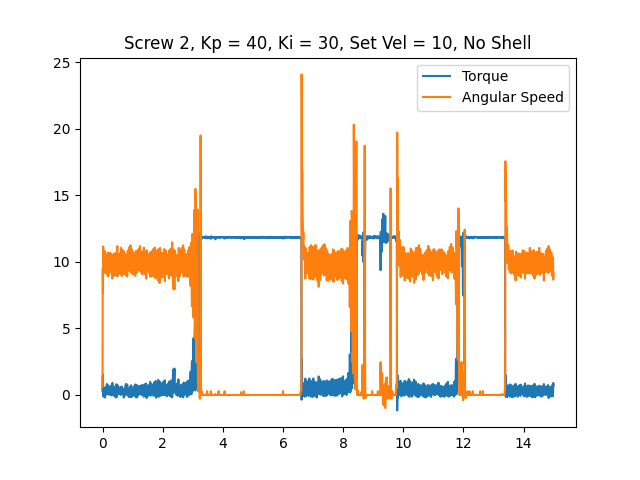 Screw 2, Kp = 40, Ki = 30, Set Vel = 10, No Shell
Torque
Angular Speed
25
20
15
10
5
0
0 2 4 6 8 10 12 14